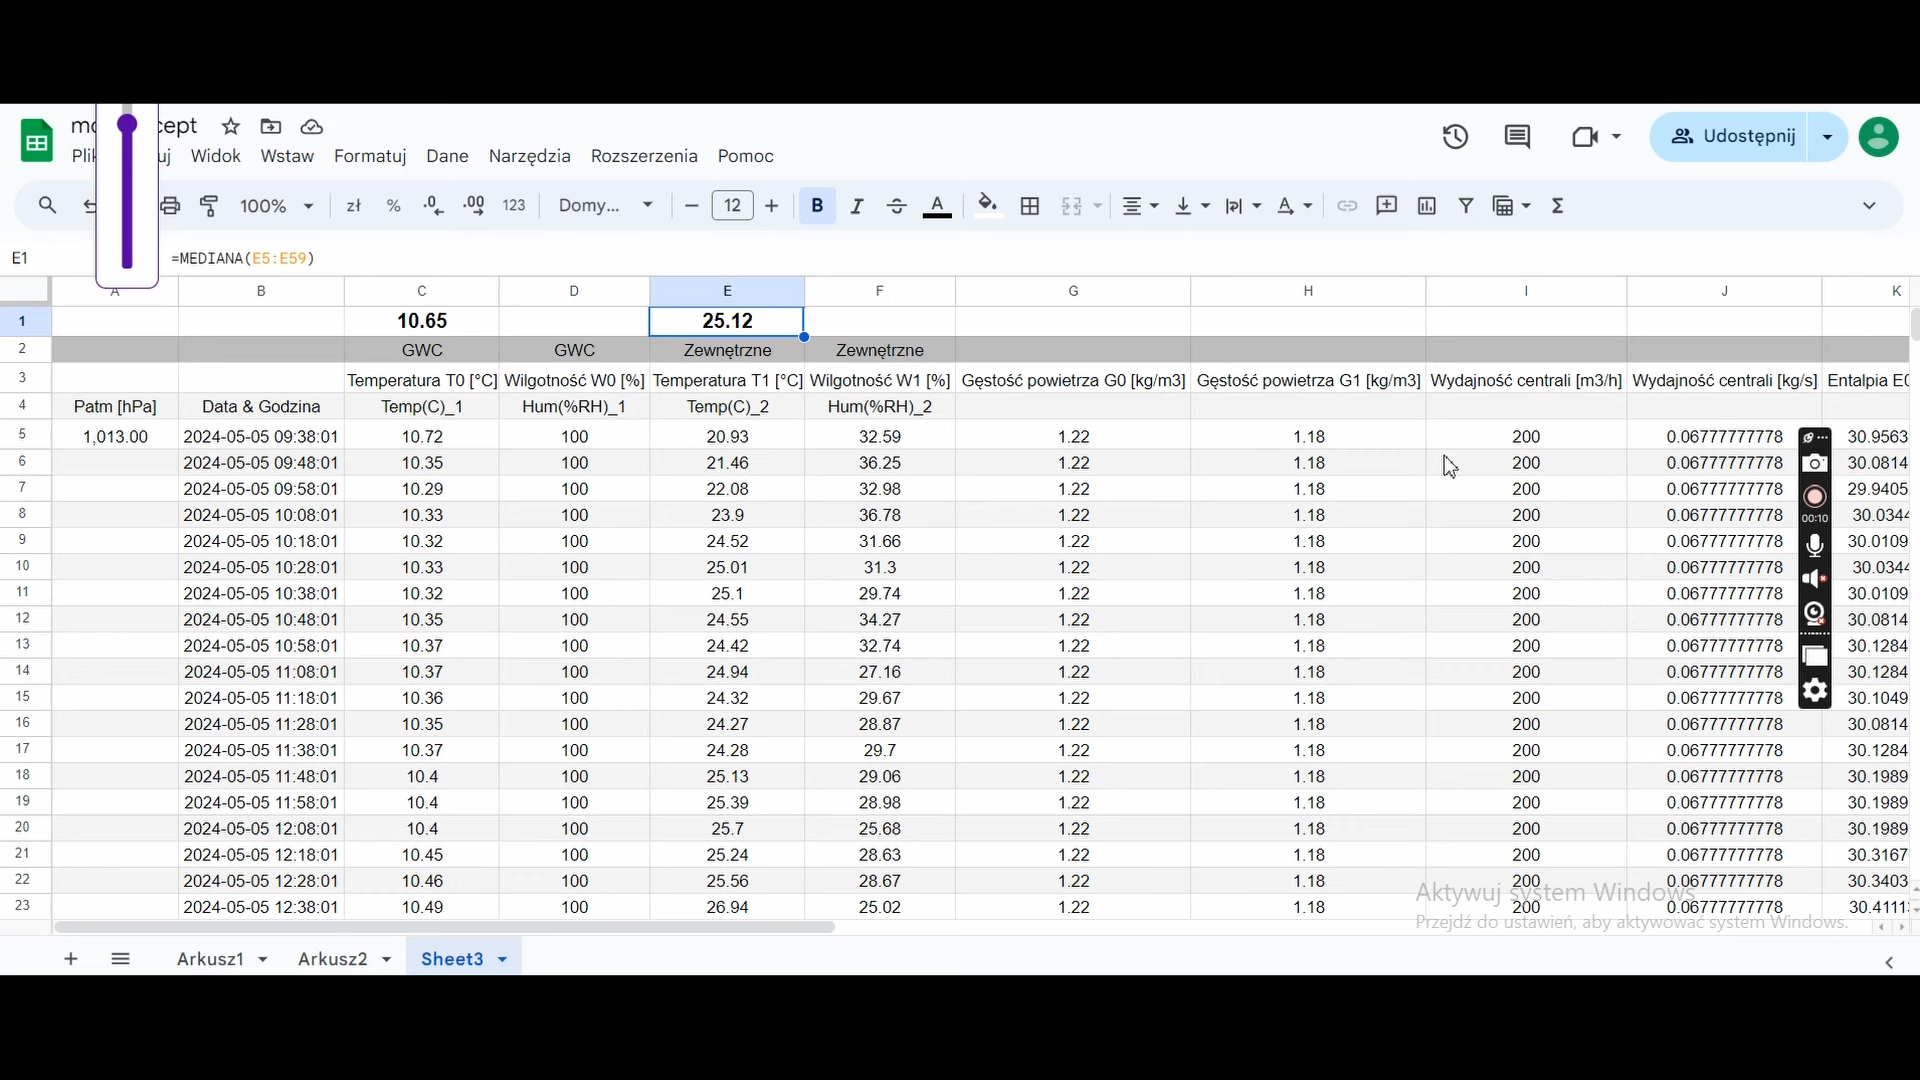 mo cept
Plik uj Widok Wstaw Formatuj Dane Narzędzia Rozszerzenia Pomoc
Udostępnij
100% zł % .0 .00 123 Domy... 12 B I A
E1 =MEDIANA(E5:E59)
A B C D E F G H I J K
1 10.65 25.12
2 GWC GWC Zewnętrzne Zewnętrzne
3 Temperatura T0 [°C] Wilgotność W0 [%] Temperatura T1 [°C] Wilgotność W1 [%] Gęstość powietrza G0 [kg/m3] Gęstość powietrza G1 [kg/m3] Wydajność centrali [m3/h] Wydajność centrali [kg/s] Entalpia E0
4 Patm [hPa] Data & Godzina Temp(C)_1 Hum(%RH)_1 Temp(C)_2 Hum(%RH)_2
5 1,013.00 2024-05-05 09:38:01 10.72 100 20.93 32.59 1.22 1.18 200 0.06777777778 30.9563
6 2024-05-05 09:48:01 10.35 100 21.46 36.25 1.22 1.18 200 0.06777777778 30.0814
7 2024-05-05 09:58:01 10.29 100 22.08 32.98 1.22 1.18 200 0.06777777778 29.9405
8 2024-05-05 10:08:01 10.33 100 23.9 36.78 1.22 1.18 200 0.06777777778 30.0344
9 2024-05-05 10:18:01 10.32 100 24.52 31.66 1.22 1.18 200 0.06777777778 30.0109
10 2024-05-05 10:28:01 10.33 100 25.01 31.3 1.22 1.18 200 0.06777777778 30.0344
11 2024-05-05 10:38:01 10.32 100 25.1 29.74 1.22 1.18 200 0.06777777778 30.0109
12 2024-05-05 10:48:01 10.35 100 24.55 34.27 1.22 1.18 200 0.06777777778 30.0814
13 2024-05-05 10:58:01 10.37 100 24.42 32.74 1.22 1.18 200 0.06777777778 30.1284
14 2024-05-05 11:08:01 10.37 100 24.94 27.16 1.22 1.18 200 0.06777777778 30.1284
15 2024-05-05 11:18:01 10.36 100 24.32 29.67 1.22 1.18 200 0.06777777778 30.1049
16 2024-05-05 11:28:01 10.35 100 24.27 28.87 1.22 1.18 200 0.06777777778 30.0814
17 2024-05-05 11:38:01 10.37 100 24.28 29.7 1.22 1.18 200 0.06777777778 30.1284
18 2024-05-05 11:48:01 10.4 100 25.13 29.06 1.22 1.18 200 0.06777777778 30.1989
19 2024-05-05 11:58:01 10.4 100 25.39 28.98 1.22 1.18 200 0.06777777778 30.1989
20 2024-05-05 12:08:01 10.4 100 25.7 25.68 1.22 1.18 200 0.06777777778 30.1989
21 2024-05-05 12:18:01 10.45 100 25.24 28.63 1.22 1.18 200 0.06777777778 30.3167
22 2024-05-05 12:28:01 10.46 100 25.56 28.67 1.22 1.18 200 0.06777777778 30.3403
23 2024-05-05 12:38:01 10.49 100 26.94 25.02 1.22 1.18 200 0.06777777778 30.4111
00:10
Aktywuj system Windows
Przejdź do ustawień, aby aktywować system Windows.
Arkusz1 Arkusz2 Sheet3